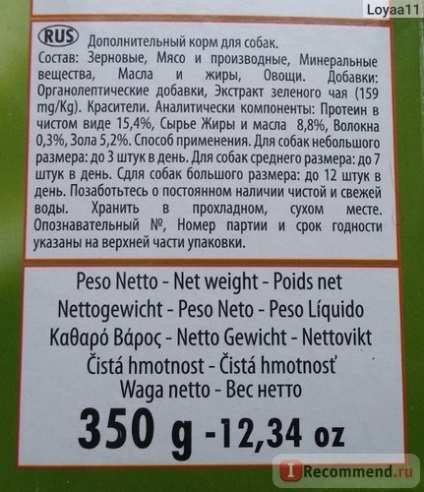 Loyaa11
RUS Дополнительный корм для собак.
Состав: Зерновые, Мясо и производные, Минеральные
вещества, Масла и жиры, Овощи. Добавки:
Органолептические добавки, Экстракт зеленого чая (159
mg/Kg). Красители. Аналитически компоненты: Протеин в
чистом виде 15,4%, Сырье Жиры и масла 8,8%, Волокна
0,3%, Зола 5,2%. Способ применения. Для собак небольшого
размера: до 3 штук в день. Для собак среднего размера: до 7
штук в день. Сдля собак большого размера: до 12 штук в
день. Позаботьтесь о постоянном наличии чистой и свежей
воды. Хранить в прохладном, сухом месте.
Опознавательный №, Номер партии и срок годности
указаны на верхней части упаковки.
Peso Netto - Net weight - Poids net
Nettogewicht - Peso Neto - Peso Líquido
Καθαρό Βάρος - Netto Gewicht - Nettovikt
Čistá hmotnost - Čistá hmotnosť
Waga netto - Вес нетто
350 g -12,34 oz
I Recommend.ru